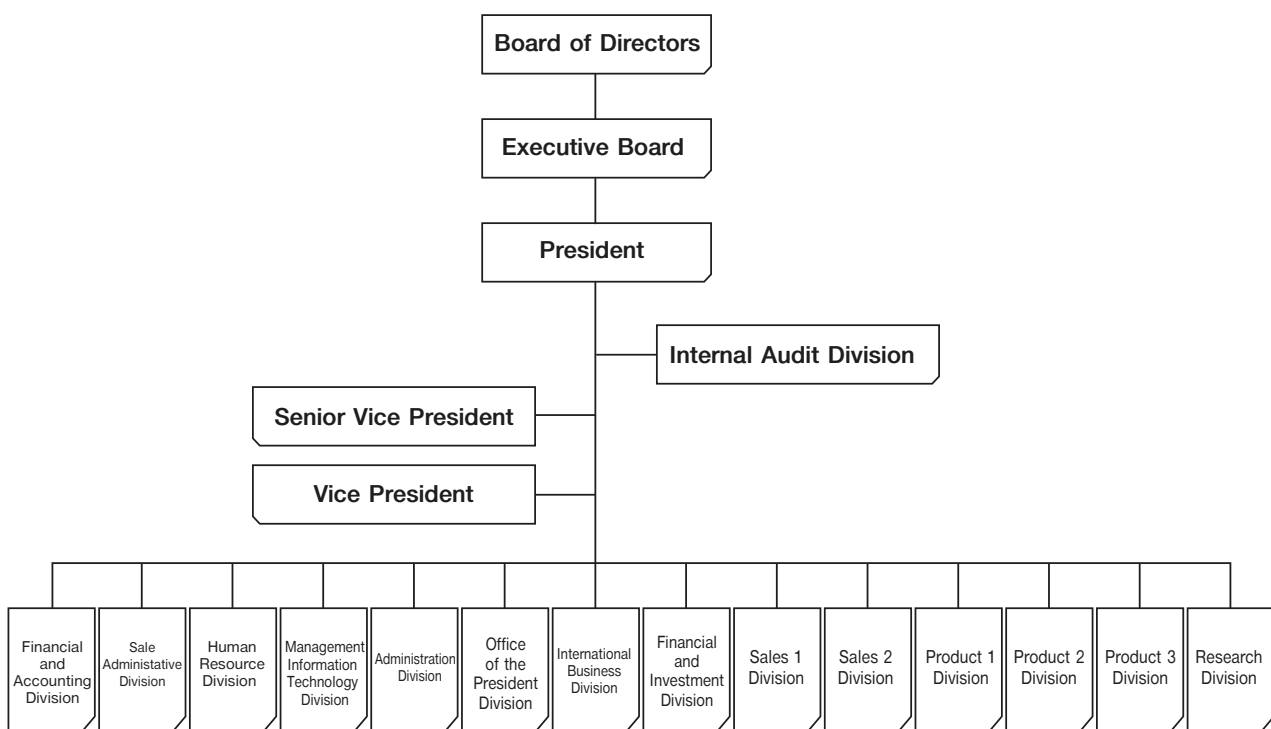 Board of Directors
Executive Board
President
Internal Audit Division
Senior Vice President
Vice President
Financial
and
Accounting
Division
Sale
Administative
Division
Human
Resource
Division
Management
Information
Technology
Division
Administration
Division
Office
of the
President
Division
International
Business
Division
Financial
and
Investment
Division
Sales 1
Division
Sales 2
Division
Product 1
Division
Product 2
Division
Product 3
Division
Research
Division